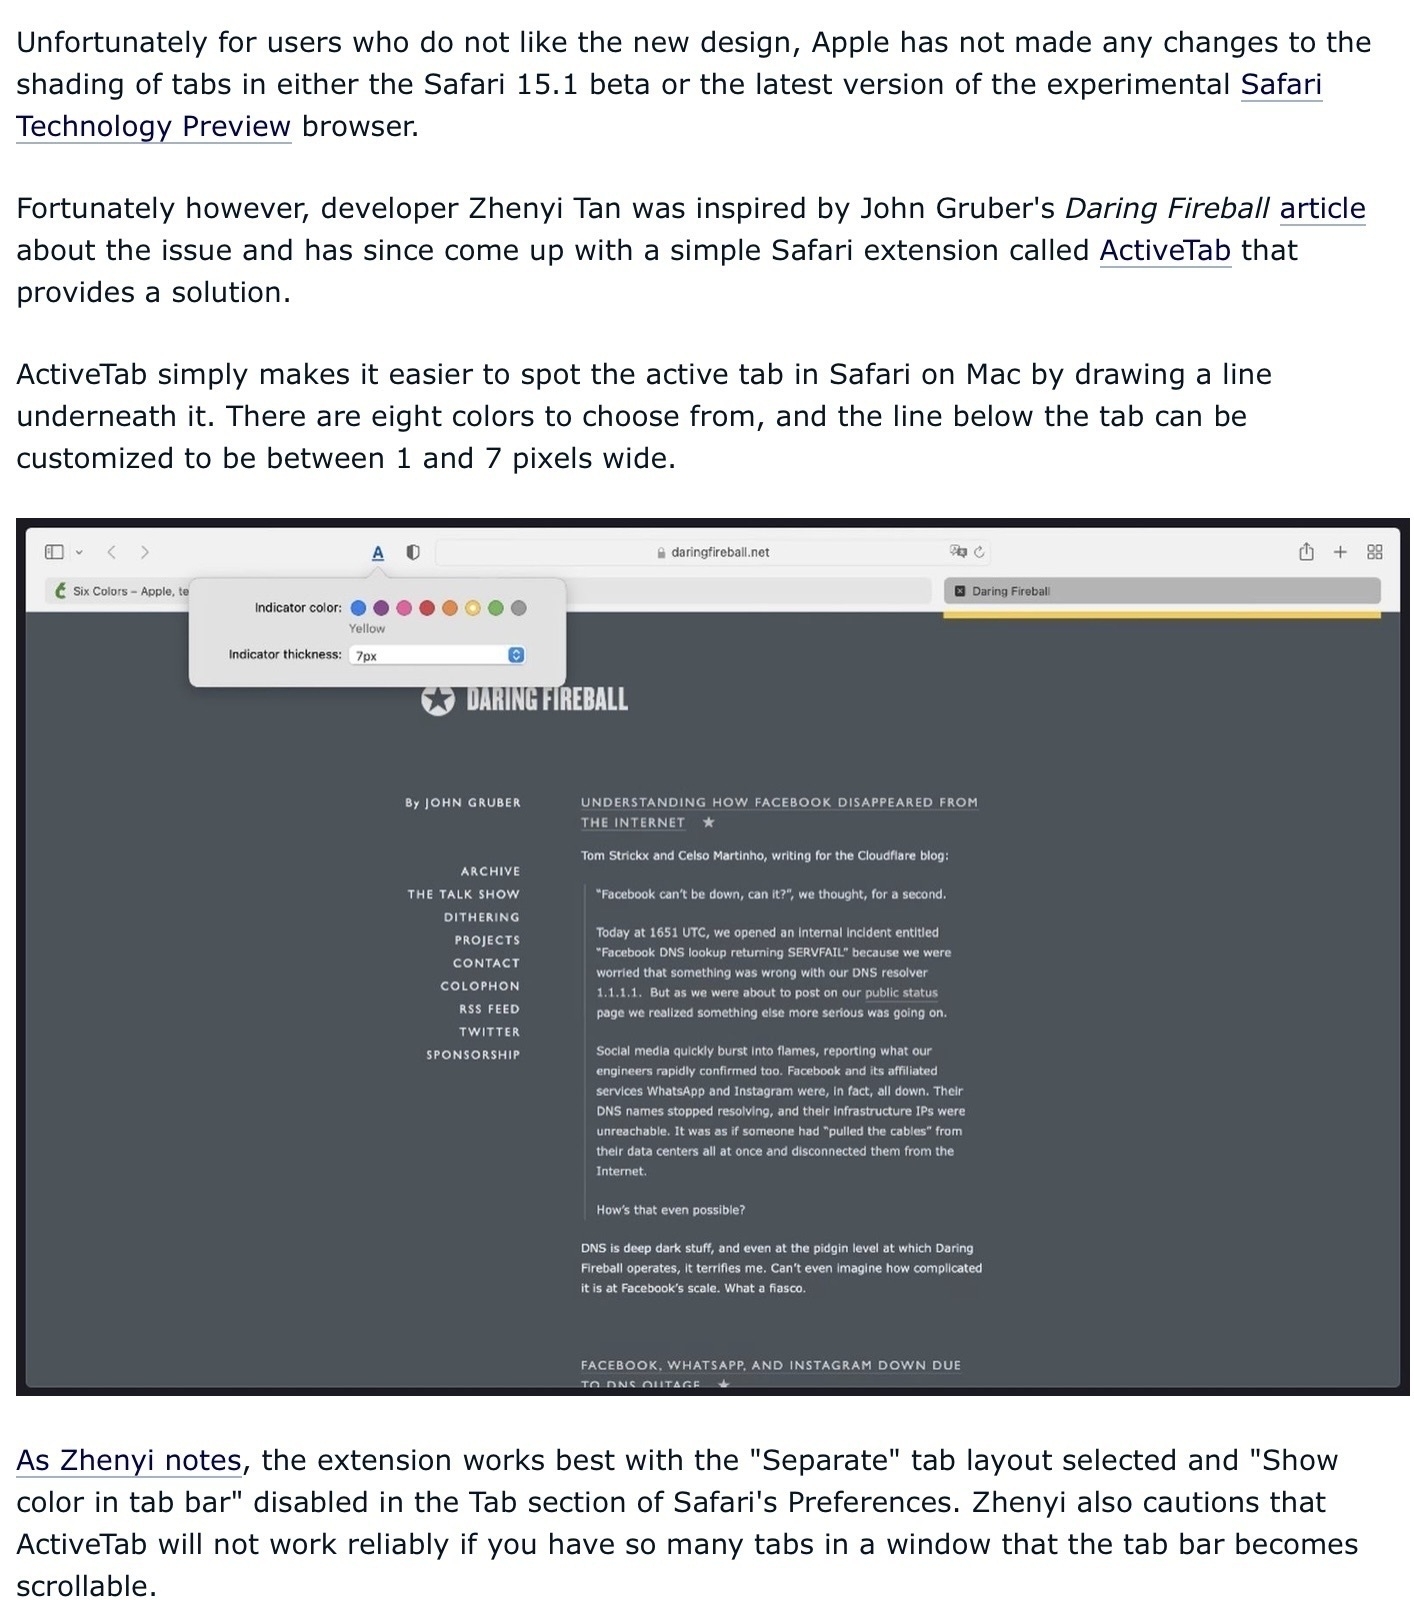 Unfortunately for users who do not like the new design, Apple has not made any changes to the
shading of tabs in either the Safari 15.1 beta or the latest version of the experimental Safari
Technology Preview browser.
Fortunately however, developer Zhenyi Tan was inspired by John Gruber's Daring Fireball article
about the issue and has since come up with a simple Safari extension called ActiveTab that
provides a solution.
ActiveTab simply makes it easier to spot the active tab in Safari on Mac by drawing a line
underneath it. There are eight colors to choose from, and the line below the tab can be
customized to be between 1 and 7 pixels wide.
A
daringfireball.net
Six Colors – Apple, te
Daring Fireball
Indicator color:
Yellow
Indicator thickness: 7px
DARING FIREBALL
By JOHN GRUBER
ARCHIVE
THE TALK SHOW
DITHERING
PROJECTS
CONTACT
COLOPHON
RSS FEED
TWITTER
SPONSORSHIP
UNDERSTANDING HOW FACEBOOK DISAPPEARED FROM
THE INTERNET ★
Tom Strickx and Celso Martinho, writing for the Cloudflare blog:
“Facebook can’t be down, can it?”, we thought, for a second.
Today at 1651 UTC, we opened an internal incident entitled
“Facebook DNS lookup returning SERVFAIL” because we were
worried that something was wrong with our DNS resolver
1.1.1.1. But as we were about to post on our public status
page we realized something else more serious was going on.
Social media quickly burst into flames, reporting what our
engineers rapidly confirmed too. Facebook and its affiliated
services WhatsApp and Instagram were, in fact, all down. Their
DNS names stopped resolving, and their infrastructure IPs were
unreachable. It was as if someone had “pulled the cables” from
their data centers all at once and disconnected them from the
Internet.
How’s that even possible?
DNS is deep dark stuff, and even at the pidgin level at which Daring
Fireball operates, it terrifies me. Can’t even imagine how complicated
it is at Facebook’s scale. What a fiasco.
FACEBOOK, WHATSAPP, AND INSTAGRAM DOWN DUE
TO DNS OUTAGE ★
As Zhenyi notes, the extension works best with the "Separate" tab layout selected and "Show
color in tab bar" disabled in the Tab section of Safari's Preferences. Zhenyi also cautions that
ActiveTab will not work reliably if you have so many tabs in a window that the tab bar becomes
scrollable.